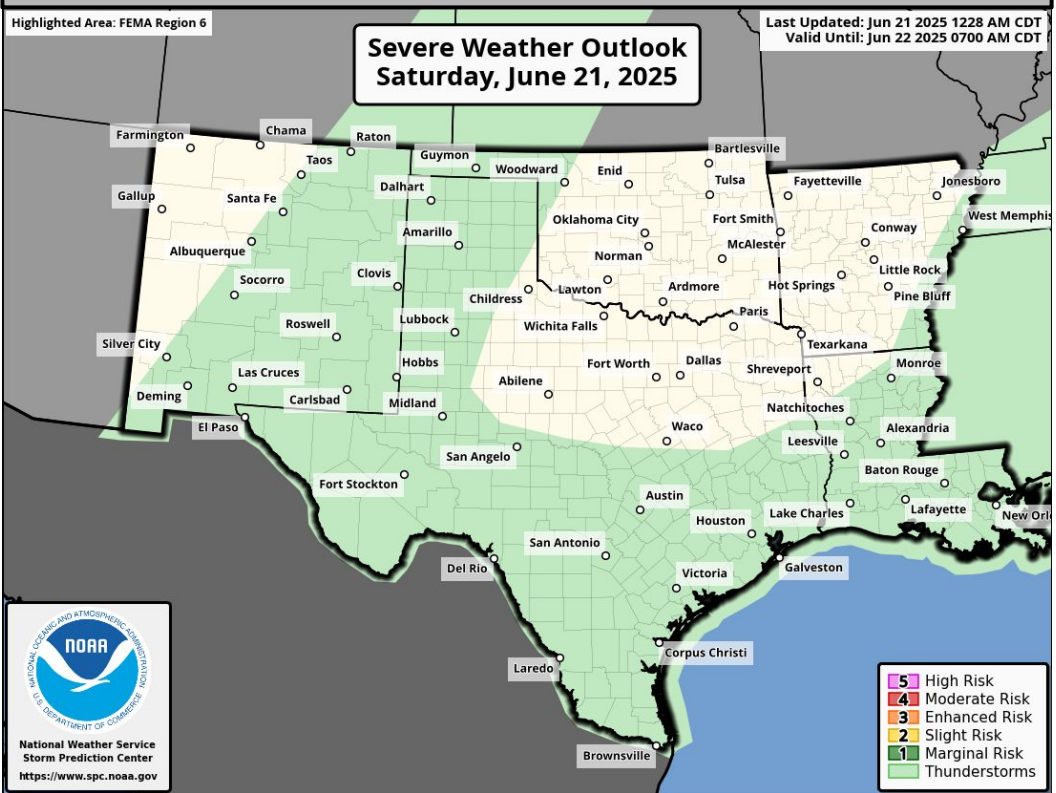 Highlighted Area: FEMA Region 6
Last Updated: Jun 21 2025 1228 AM CDT
Valid Until: Jun 22 2025 0700 AM CDT
Severe Weather Outlook
Saturday, June 21, 2025
Farmington
Chama
Raton
Taos
Guymon
Woodward
Enid
Bartlesville
Tulsa
Fayetteville
Jonesboro
Gallup
Santa Fe
Dalhart
Oklahoma City
Fort Smith
West Memphis
Albuquerque
Amarillo
Norman
McAlester
Conway
Socorro
Clovis
Childress
Lawton
Ardmore
Hot Springs
Little Rock
Pine Bluff
Roswell
Lubbock
Wichita Falls
Paris
Texarkana
Silver City
Las Cruces
Hobbs
Fort Worth
Dallas
Shreveport
Monroe
Deming
Carlsbad
Midland
Abilene
Natchitoches
El Paso
Waco
Alexandria
San Angelo
Leesville
Fort Stockton
Baton Rouge
Austin
Houston
Lake Charles
Lafayette
New Orl
San Antonio
Del Rio
Galveston
Victoria
Laredo
Corpus Christi
Brownsville
NATIONAL OCEANIC AND ATMOSPHERIC ADMINISTRATION
NOAA
U.S. DEPARTMENT OF COMMERCE
National Weather Service
Storm Prediction Center
https://www.spc.noaa.gov
5 High Risk
4 Moderate Risk
3 Enhanced Risk
2 Slight Risk
1 Marginal Risk
Thunderstorms